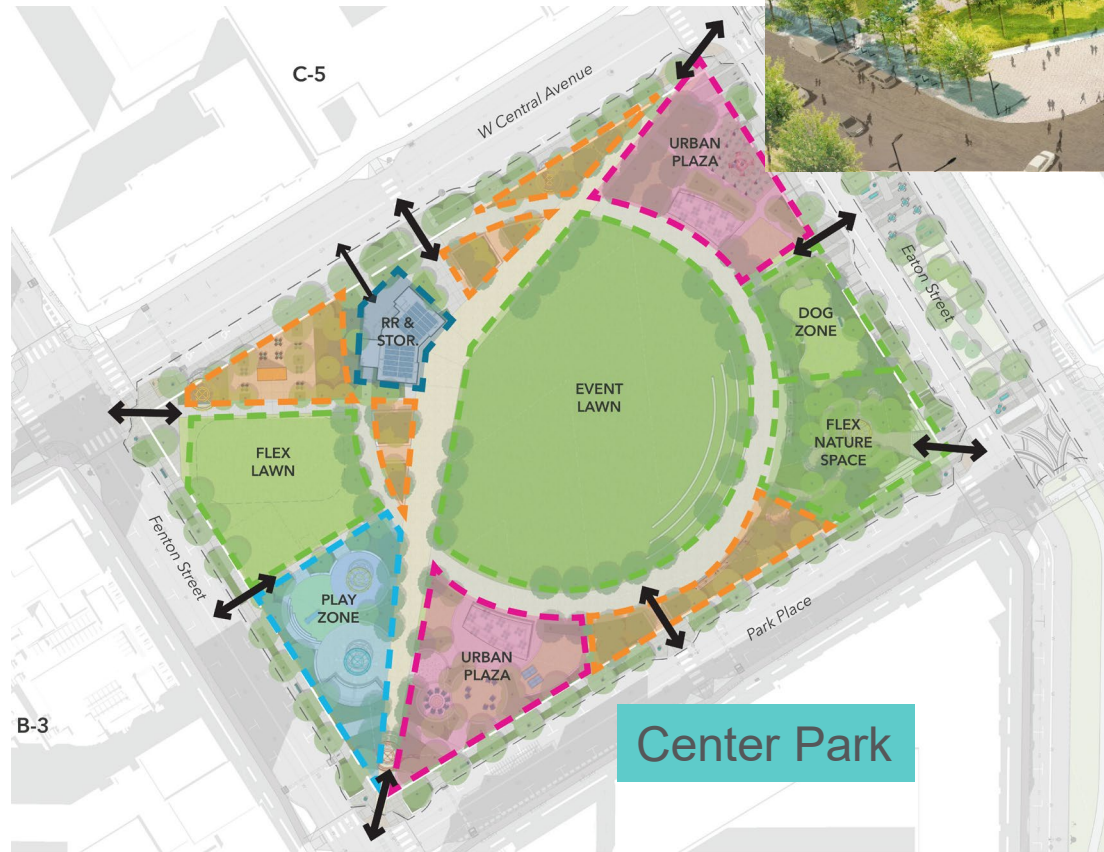 C-5
W Central Avenue
URBAN
PLAZA
Eaton Street
DOG
ZONE
RR &
STOR.
EVENT
LAWN
FLEX
NATURE
SPACE
FLEX
LAWN
Fenton Street
PLAY
ZONE
URBAN
PLAZA
Park Place
B-3
Center Park